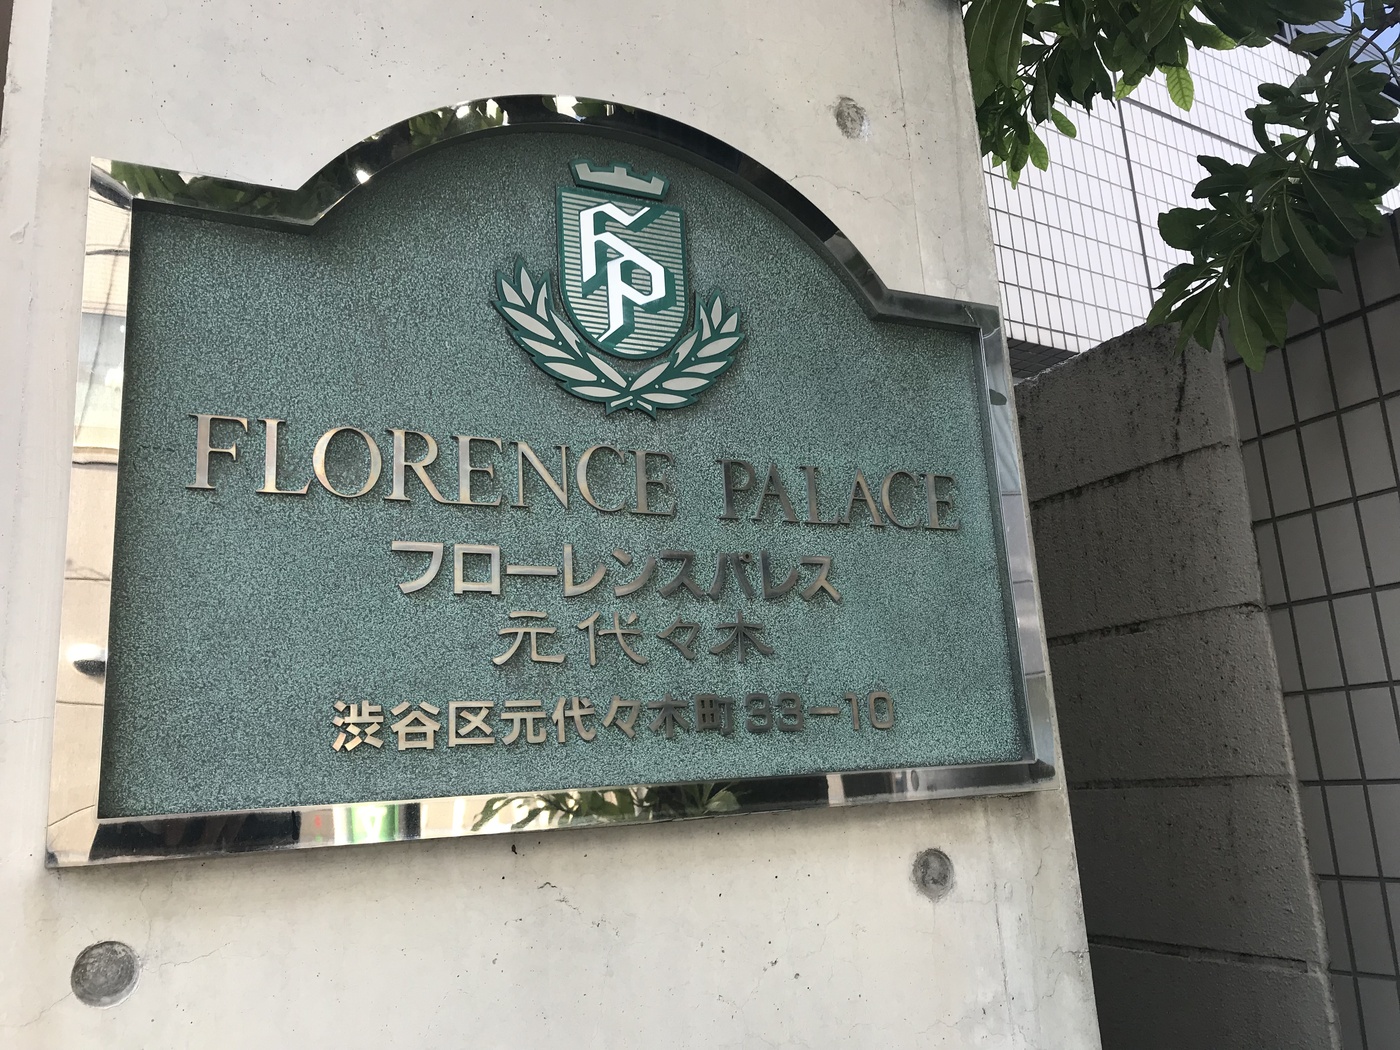 FP
FLORENCE PALACE
フローレンスパレス
元代々木
渋谷区元代々木町33-10